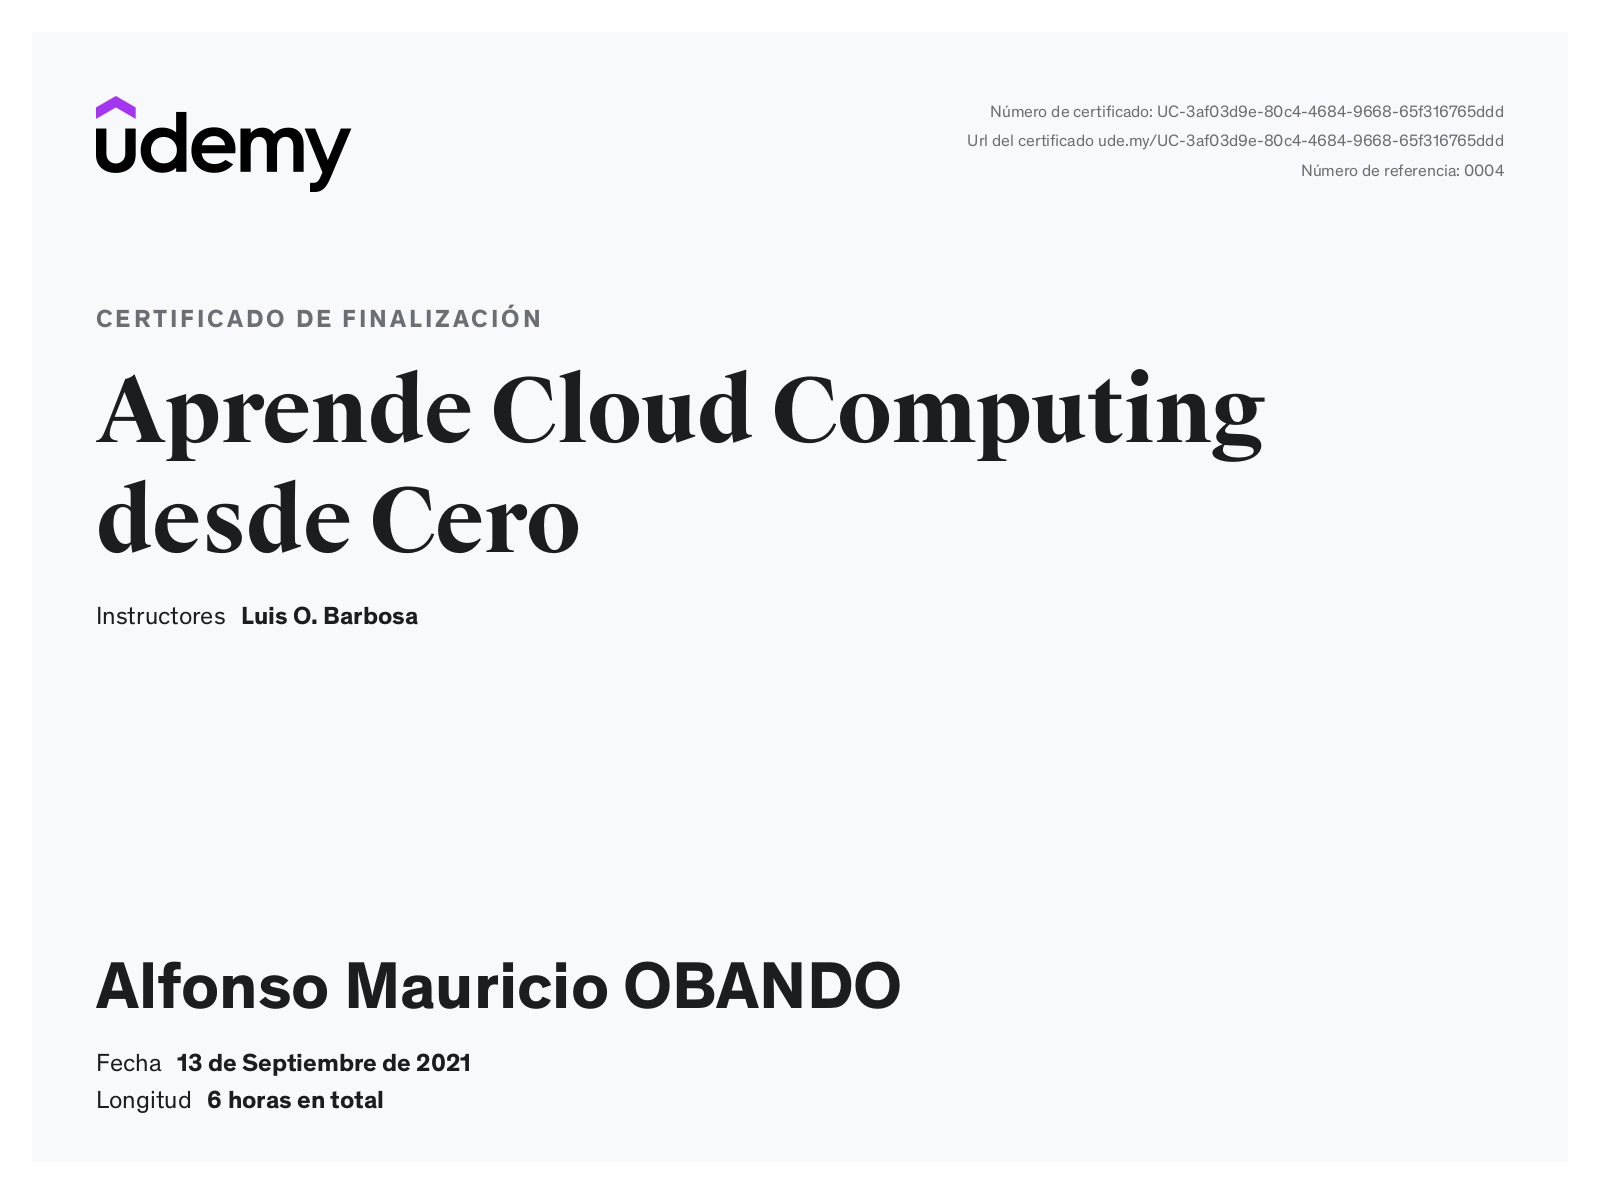 udemy
Número de certificado: UC-3af03d9e-80c4-4684-9668-65f316765ddd
Url del certificado ude.my/UC-3af03d9e-80c4-4684-9668-65f316765ddd
Número de referencia: 0004
CERTIFICADO DE FINALIZACIÓN
Aprende Cloud Computing
desde Cero
Instructores Luis O. Barbosa
Alfonso Mauricio OBANDO
Fecha 13 de Septiembre de 2021
Longitud 6 horas en total